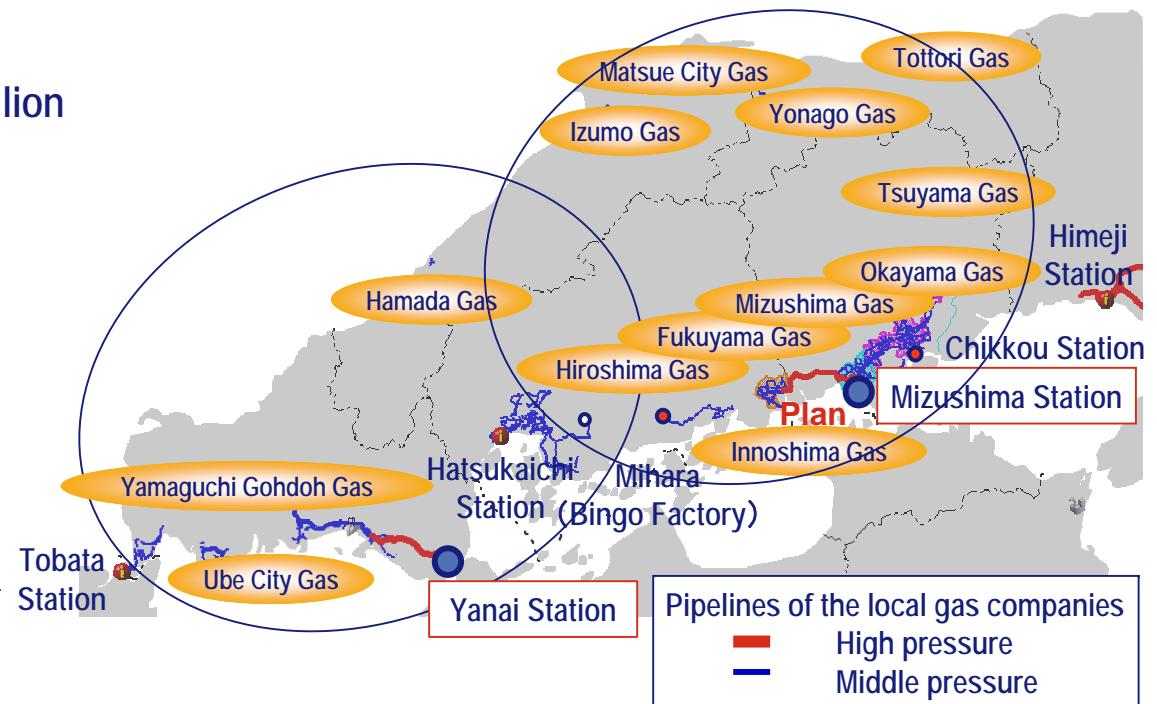 lion
Matsue City Gas
Tottori Gas
Izumo Gas
Yonago Gas
Tsuyama Gas
Himeji
Station
Okayama Gas
Hamada Gas
Mizushima Gas
Fukuyama Gas
Chikkou Station
Hiroshima Gas
Mizushima Station
Plan
Innoshima Gas
Hatsukaichi
Station
Mihara
(Bingo Factory)
Yamaguchi Gohdoh Gas
Tobata
Station
Ube City Gas
Yanai Station
Pipelines of the local gas companies
High pressure
Middle pressure